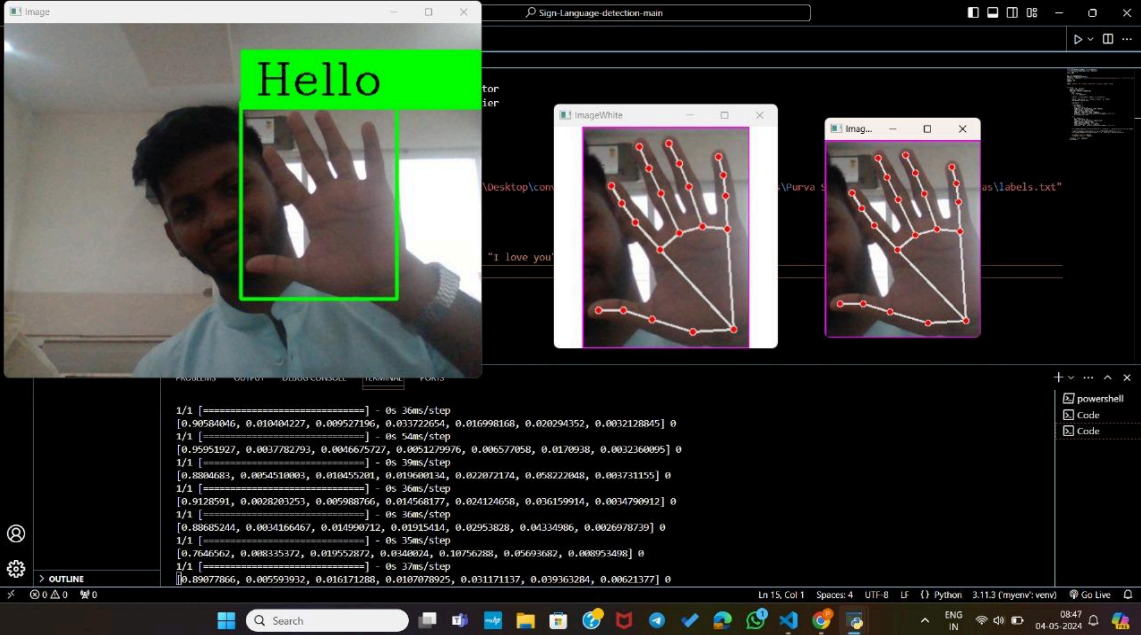 Image
Sign-Language-detection-main
Hello
tor
ier
ImageWhite
Imag...
\Desktop\con
s\Purva S
as\labels.txt"
"I love you"
PROBLEMS OUTPUT DEBUG CONSOLE TERMINAL PORTS
powershell
Code
Code
1/1 [==============================] - 0s 36ms/step
[0.90584046, 0.010404227, 0.009527196, 0.033722654, 0.016998168, 0.020294352, 0.0032128845] 0
1/1 [==============================] - 0s 54ms/step
[0.95951927, 0.0037782793, 0.0046675727, 0.0051279976, 0.006577058, 0.0170938, 0.0032360095] 0
1/1 [==============================] - 0s 39ms/step
[0.8804683, 0.0054510003, 0.010455201, 0.019600134, 0.022072174, 0.058222048, 0.003731155] 0
1/1 [==============================] - 0s 36ms/step
[0.9128591, 0.0028203253, 0.005988766, 0.014568177, 0.024124658, 0.036159914, 0.0034790912] 0
1/1 [==============================] - 0s 36ms/step
[0.88685244, 0.0034166467, 0.014990712, 0.01915414, 0.02953828, 0.04334986, 0.0026978739] 0
1/1 [==============================] - 0s 35ms/step
[0.7646562, 0.008335372, 0.019552872, 0.0340024, 0.10756288, 0.05693682, 0.008953498] 0
1/1 [==============================] - 0s 37ms/step
[0.89077866, 0.005593932, 0.016171288, 0.0107078925, 0.031171137, 0.039363284, 0.00621377] 0
OUTLINE
0 0 0 Ln 15, Col 1 Spaces: 4 UTF-8 LF {} Python 3.11.3 ('myenv': venv) Go Live
Search
ENG
IN
08:47
04-05-2024